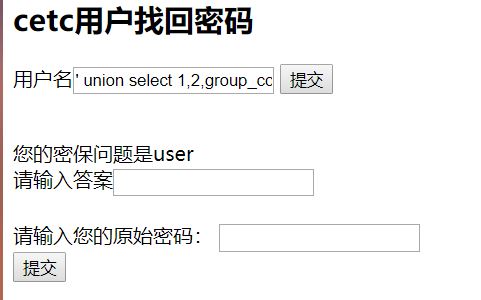 cetc用户找回密码
用户名' union select 1,2,group_cc 提交
您的密保问题是user
请输入答案
请输入您的原始密码：
提交